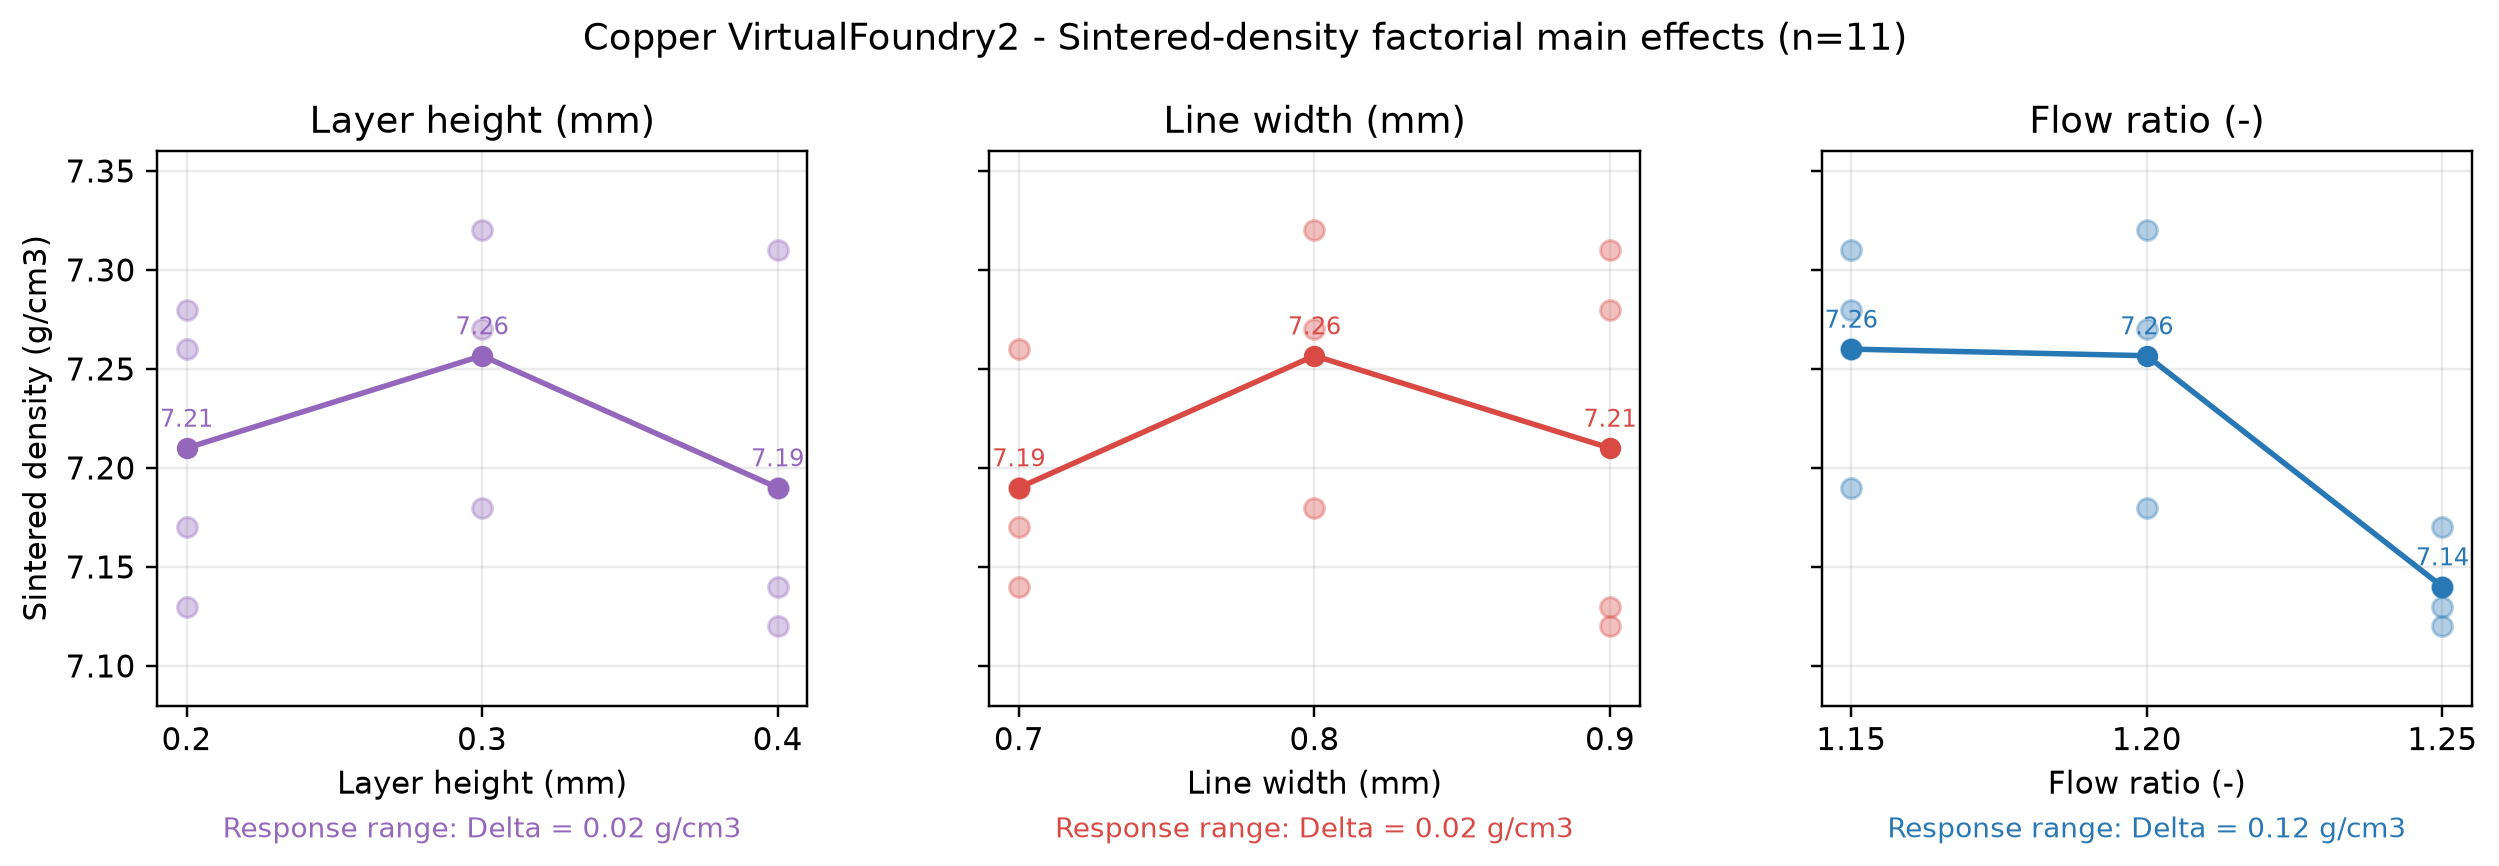 Copper VirtualFoundry2 - Sintered-density factorial main effects (n=11)
Layer height (mm)
Line width (mm)
Flow ratio (-)
Sintered density (g/cm3)
7.35
7.30
7.25
7.20
7.15
7.10
7.21
7.26
7.19
7.19
7.26
7.21
7.26
7.26
7.14
0.2
0.3
0.4
0.7
0.8
0.9
1.15
1.20
1.25
Layer height (mm)
Line width (mm)
Flow ratio (-)
Response range: Delta = 0.02 g/cm3
Response range: Delta = 0.02 g/cm3
Response range: Delta = 0.12 g/cm3